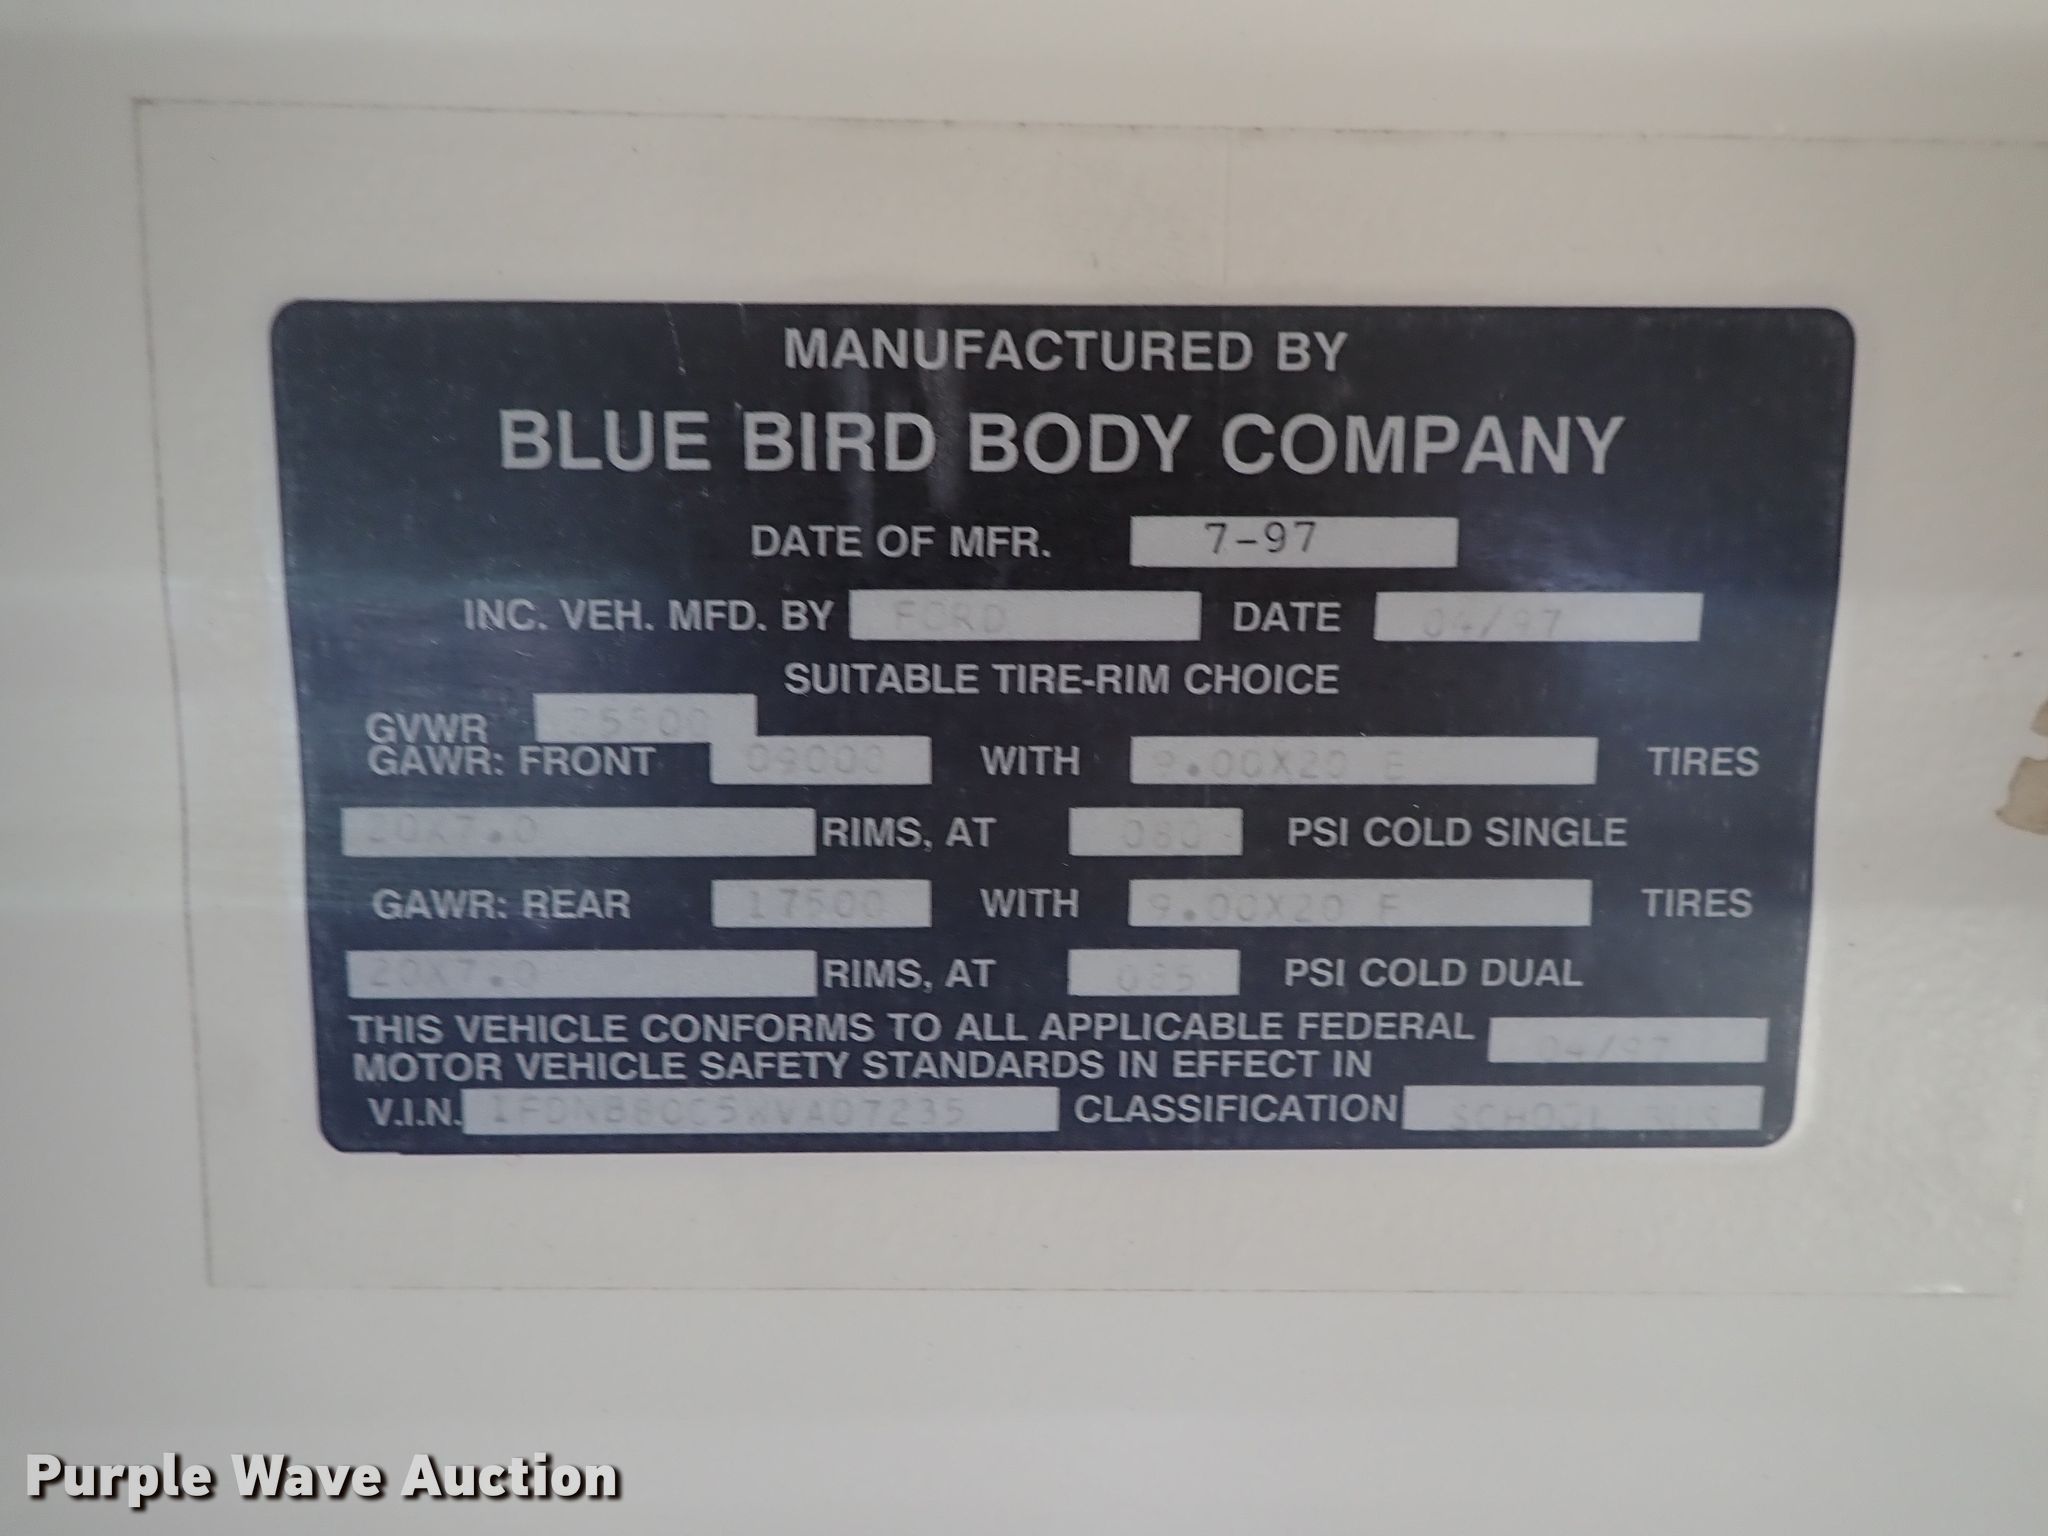 MANUFACTURED BY
BLUE BIRD BODY COMPANY
DATE OF MFR. 7-97
INC. VEH. MFD. BY FORD DATE 04/97
SUITABLE TIRE-RIM CHOICE
GVWR
GAWR: FRONT 09000 WITH 9.00X20 E TIRES
20X7.0 RIMS, AT 080 PSI COLD SINGLE
GAWR: REAR 17500 WITH 9.00X20 F TIRES
20X7.0 RIMS, AT 085 PSI COLD DUAL
THIS VEHICLE CONFORMS TO ALL APPLICABLE FEDERAL 04/97
MOTOR VEHICLE SAFETY STANDARDS IN EFFECT IN
V.I.N. CLASSIFICATION SCHOOL BUS
Purple Wave Auction